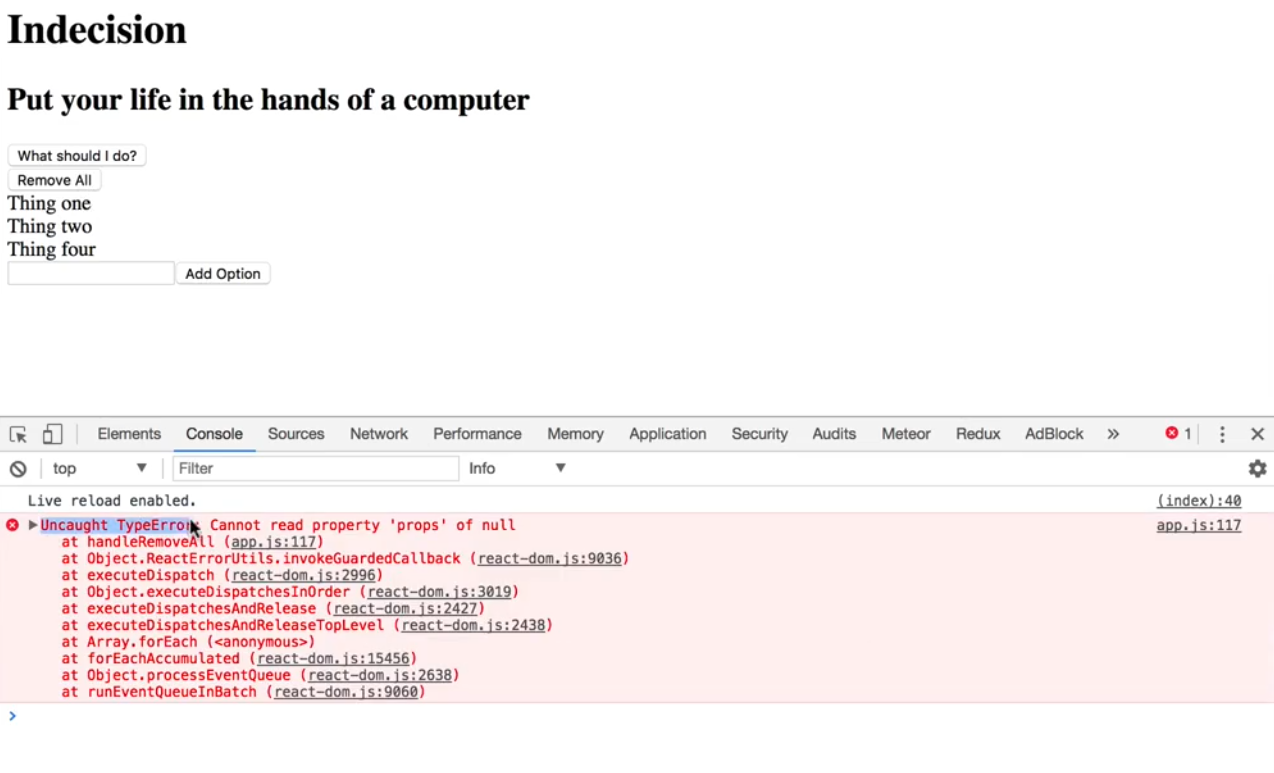 Indecision
Put your life in the hands of a computer
What should I do?
Remove All
Thing one
Thing two
Thing four
Add Option
Elements Console Sources Network Performance Memory Application Security Audits Meteor Redux AdBlock » 1
top Filter Info
Live reload enabled. (index):40
Uncaught TypeError: Cannot read property 'props' of null app.js:117
at handleRemoveAll (app.js:117)
at Object.ReactErrorUtils.invokeGuardedCallback (react-dom.js:9036)
at executeDispatch (react-dom.js:2996)
at Object.executeDispatchesInOrder (react-dom.js:3019)
at executeDispatchesAndRelease (react-dom.js:2427)
at executeDispatchesAndReleaseTopLevel (react-dom.js:2438)
at Array.forEach (<anonymous>)
at forEachAccumulated (react-dom.js:15456)
at Object.processEventQueue (react-dom.js:2638)
at runEventQueueInBatch (react-dom.js:9060)